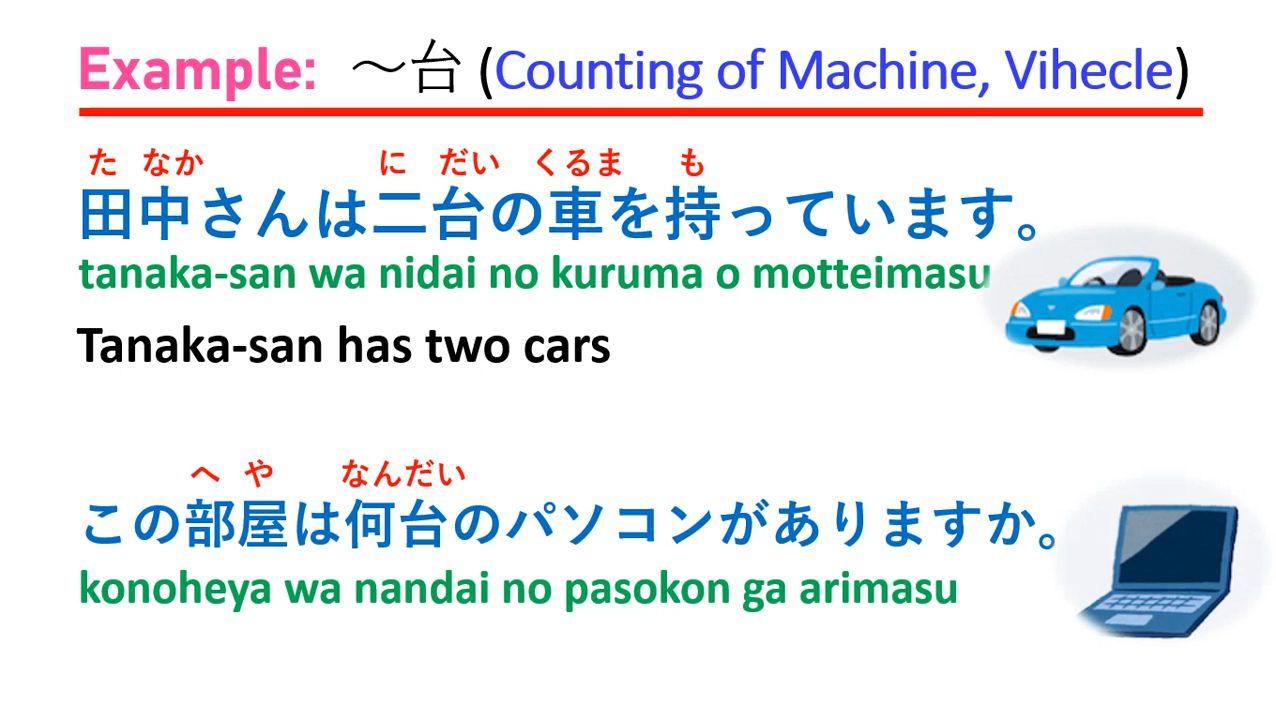 Example: ～台 (Counting of Machine, Vihecle)
た なか に だい くるま も
田中さんは二台の車を持っています。
tanaka-san wa nidai no kuruma o motteimasu
Tanaka-san has two cars
へ や なんだい
この部屋は何台のパソコンがありますか。
konoheya wa nandai no pasokon ga arimasu